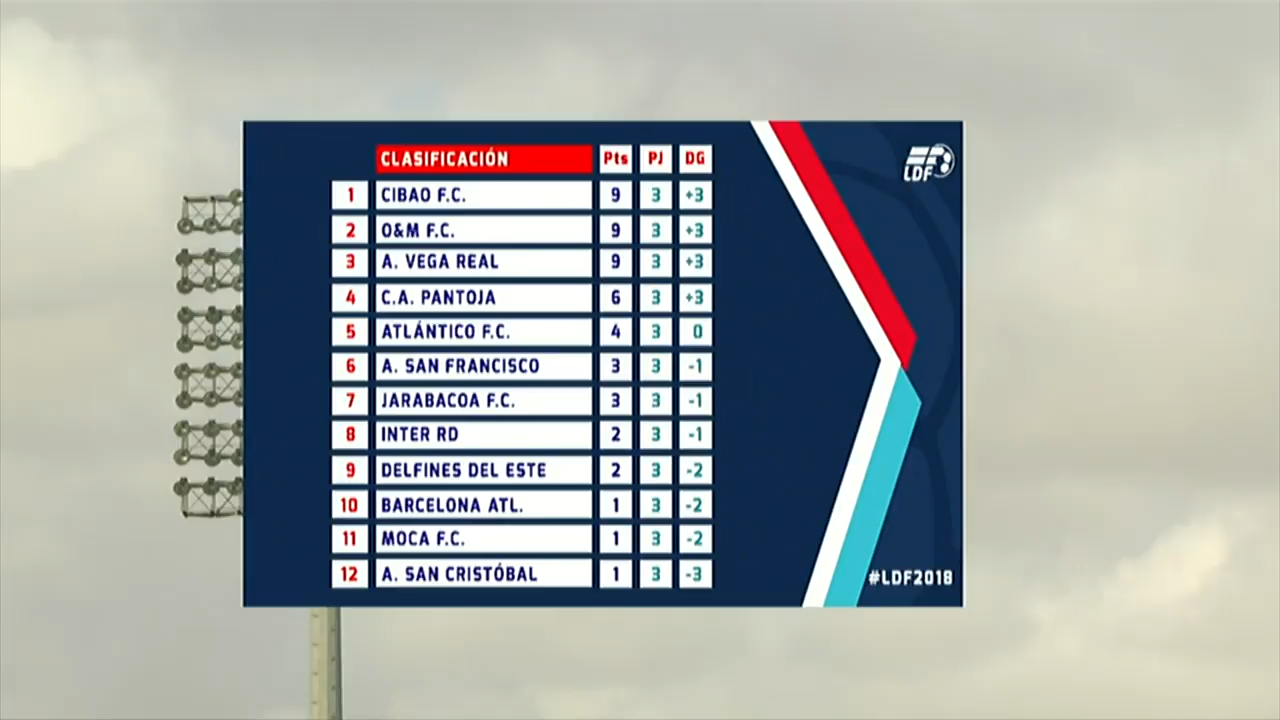 CLASIFICACIÓN Pts PJ DG
LDF
1 CIBAO F.C. 9 3 +3
2 O&M F.C. 9 3 +3
3 A. VEGA REAL 9 3 +3
4 C.A. PANTOJA 6 3 +3
5 ATLÁNTICO F.C. 4 3 0
6 A. SAN FRANCISCO 3 3 -1
7 JARABACOA F.C. 3 3 -1
8 INTER RD 2 3 -1
9 DELFINES DEL ESTE 2 3 -2
10 BARCELONA ATL. 1 3 -2
11 MOCA F.C. 1 3 -2
12 A. SAN CRISTÓBAL 1 3 -3
#LDF2018